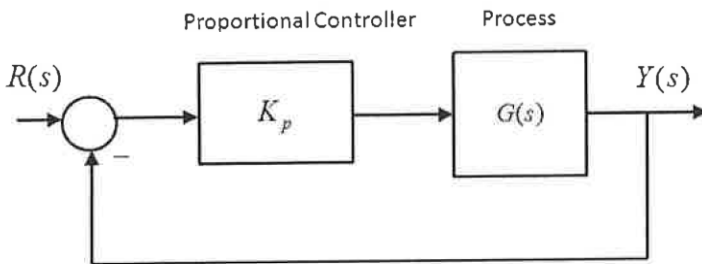 Proportional Controller
Process
R(s)
K_p
G(s)
Y(s)
−